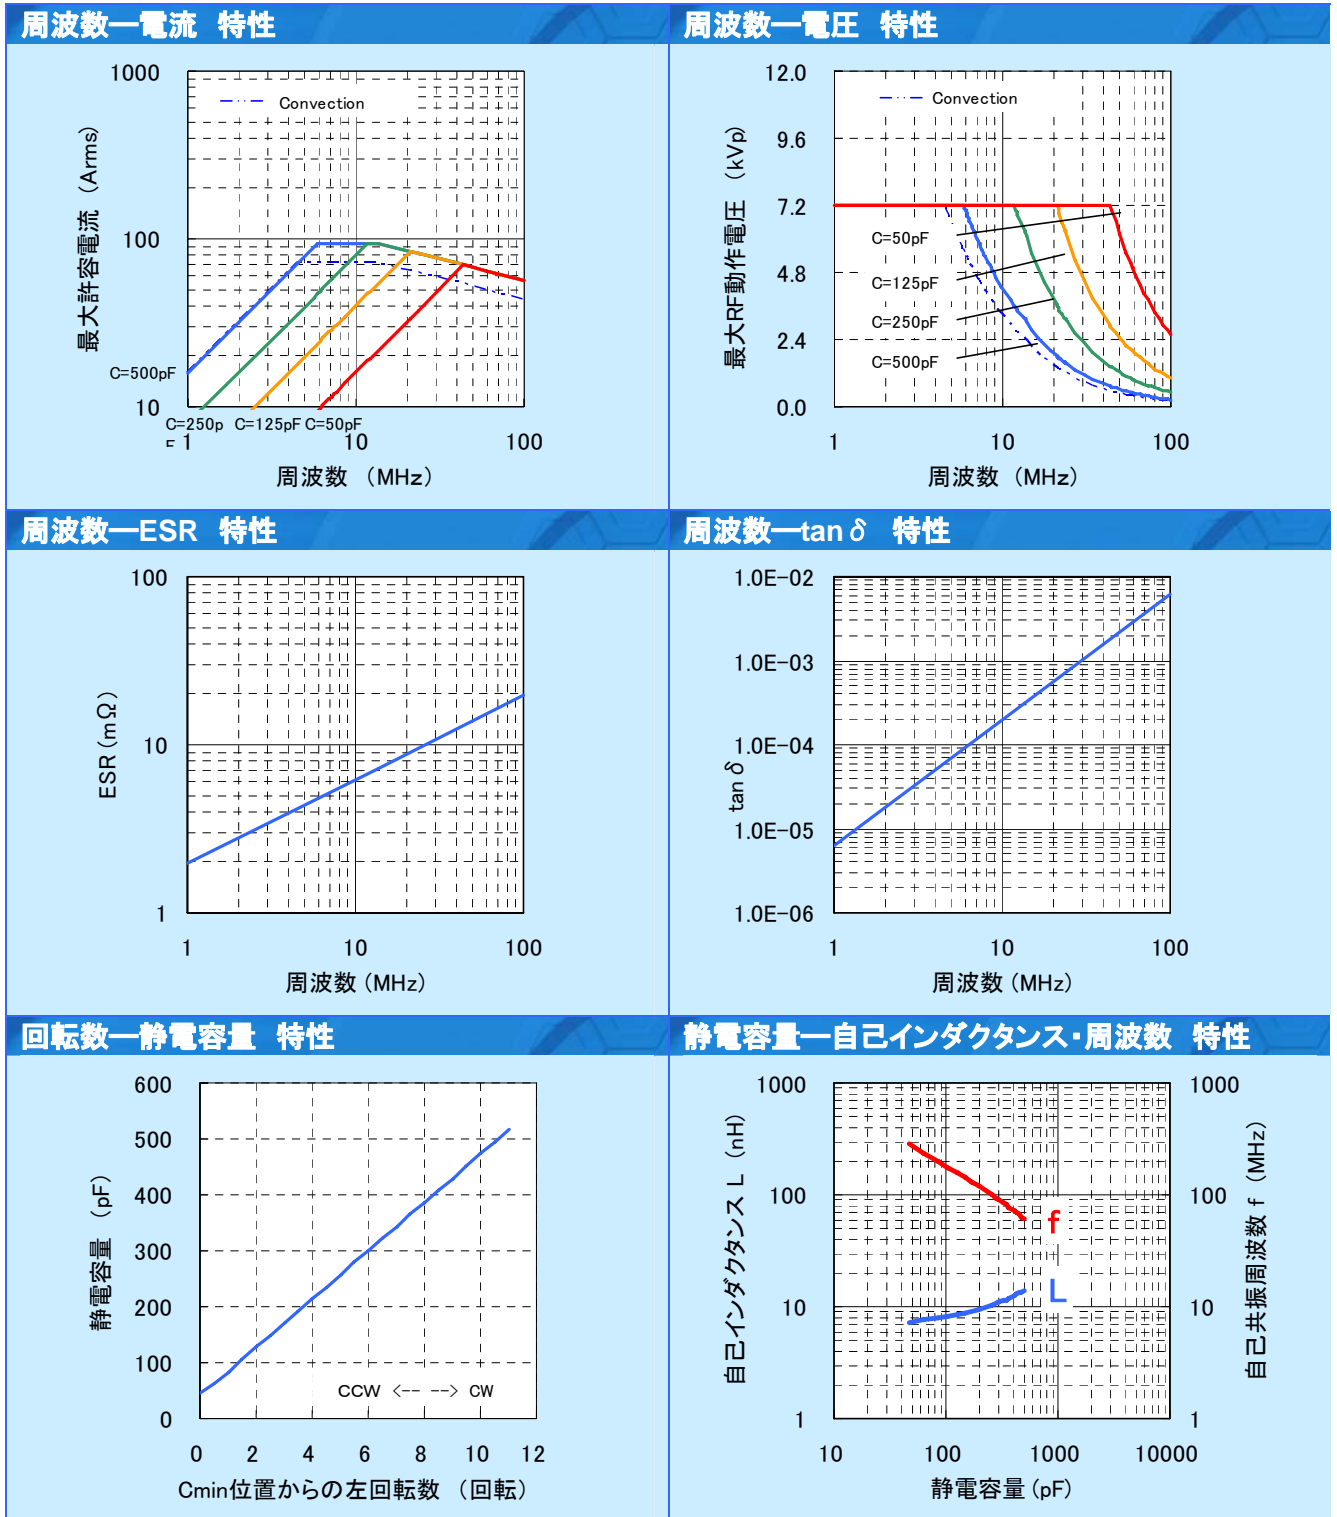 周波数―電流 特性
1000
100
10
最大許容電流 (Arms)
Convection
C=500pF
C=250p
F
C=125pF
C=50pF
1
10
100
周波数 (MHz)
周波数―電圧 特性
12.0
9.6
7.2
4.8
2.4
0.0
最大RF動作電圧 (kVp)
Convection
C=50pF
C=125pF
C=250pF
C=500pF
1
10
100
周波数 (MHz)
周波数―ESR 特性
100
10
1
ESR(mΩ)
1
10
100
周波数(MHz)
周波数―tanδ 特性
1.0E-02
1.0E-03
1.0E-04
1.0E-05
1.0E-06
tanδ
1
10
100
周波数(MHz)
回転数―静電容量 特性
600
500
400
300
200
100
0
静電容量 (pF)
CCW <-- --> CW
0
2
4
6
8
10
12
Cmin位置からの左回転数 (回転)
静電容量―自己インダクタンス・周波数 特性
1000
100
10
1
自己インダクタンス L (nH)
f
L
1000
100
10
1
自己共振周波数 f (MHz)
10
100
1000
10000
静電容量(pF)